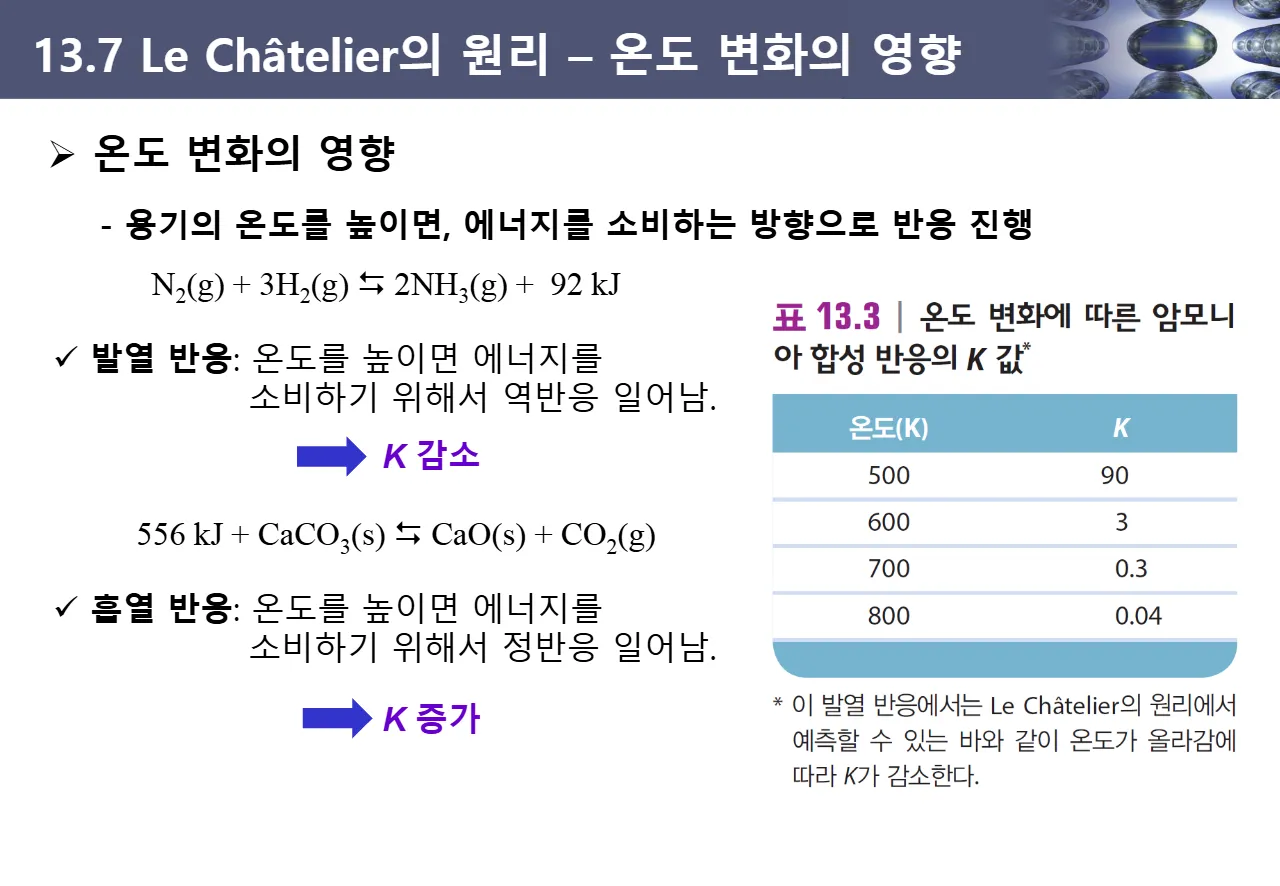 13.7 Le Châtelier의 원리 – 온도 변화의 영향
➢ 온도 변화의 영향
- 용기의 온도를 높이면, 에너지를 소비하는 방향으로 반응 진행
N₂(g) + 3H₂(g) ⇆ 2NH₃(g) + 92 kJ
✓ 발열 반응: 온도를 높이면 에너지를
소비하기 위해서 역반응 일어남.
K 감소
556 kJ + CaCO₃(s) ⇆ CaO(s) + CO₂(g)
✓ 흡열 반응: 온도를 높이면 에너지를
소비하기 위해서 정반응 일어남.
K 증가
표 13.3 | 온도 변화에 따른 암모니
아 합성 반응의 K 값*
온도(K) K
500 90
600 3
700 0.3
800 0.04
* 이 발열 반응에서는 Le Châtelier의 원리에서
예측할 수 있는 바와 같이 온도가 올라감에
따라 K가 감소한다.